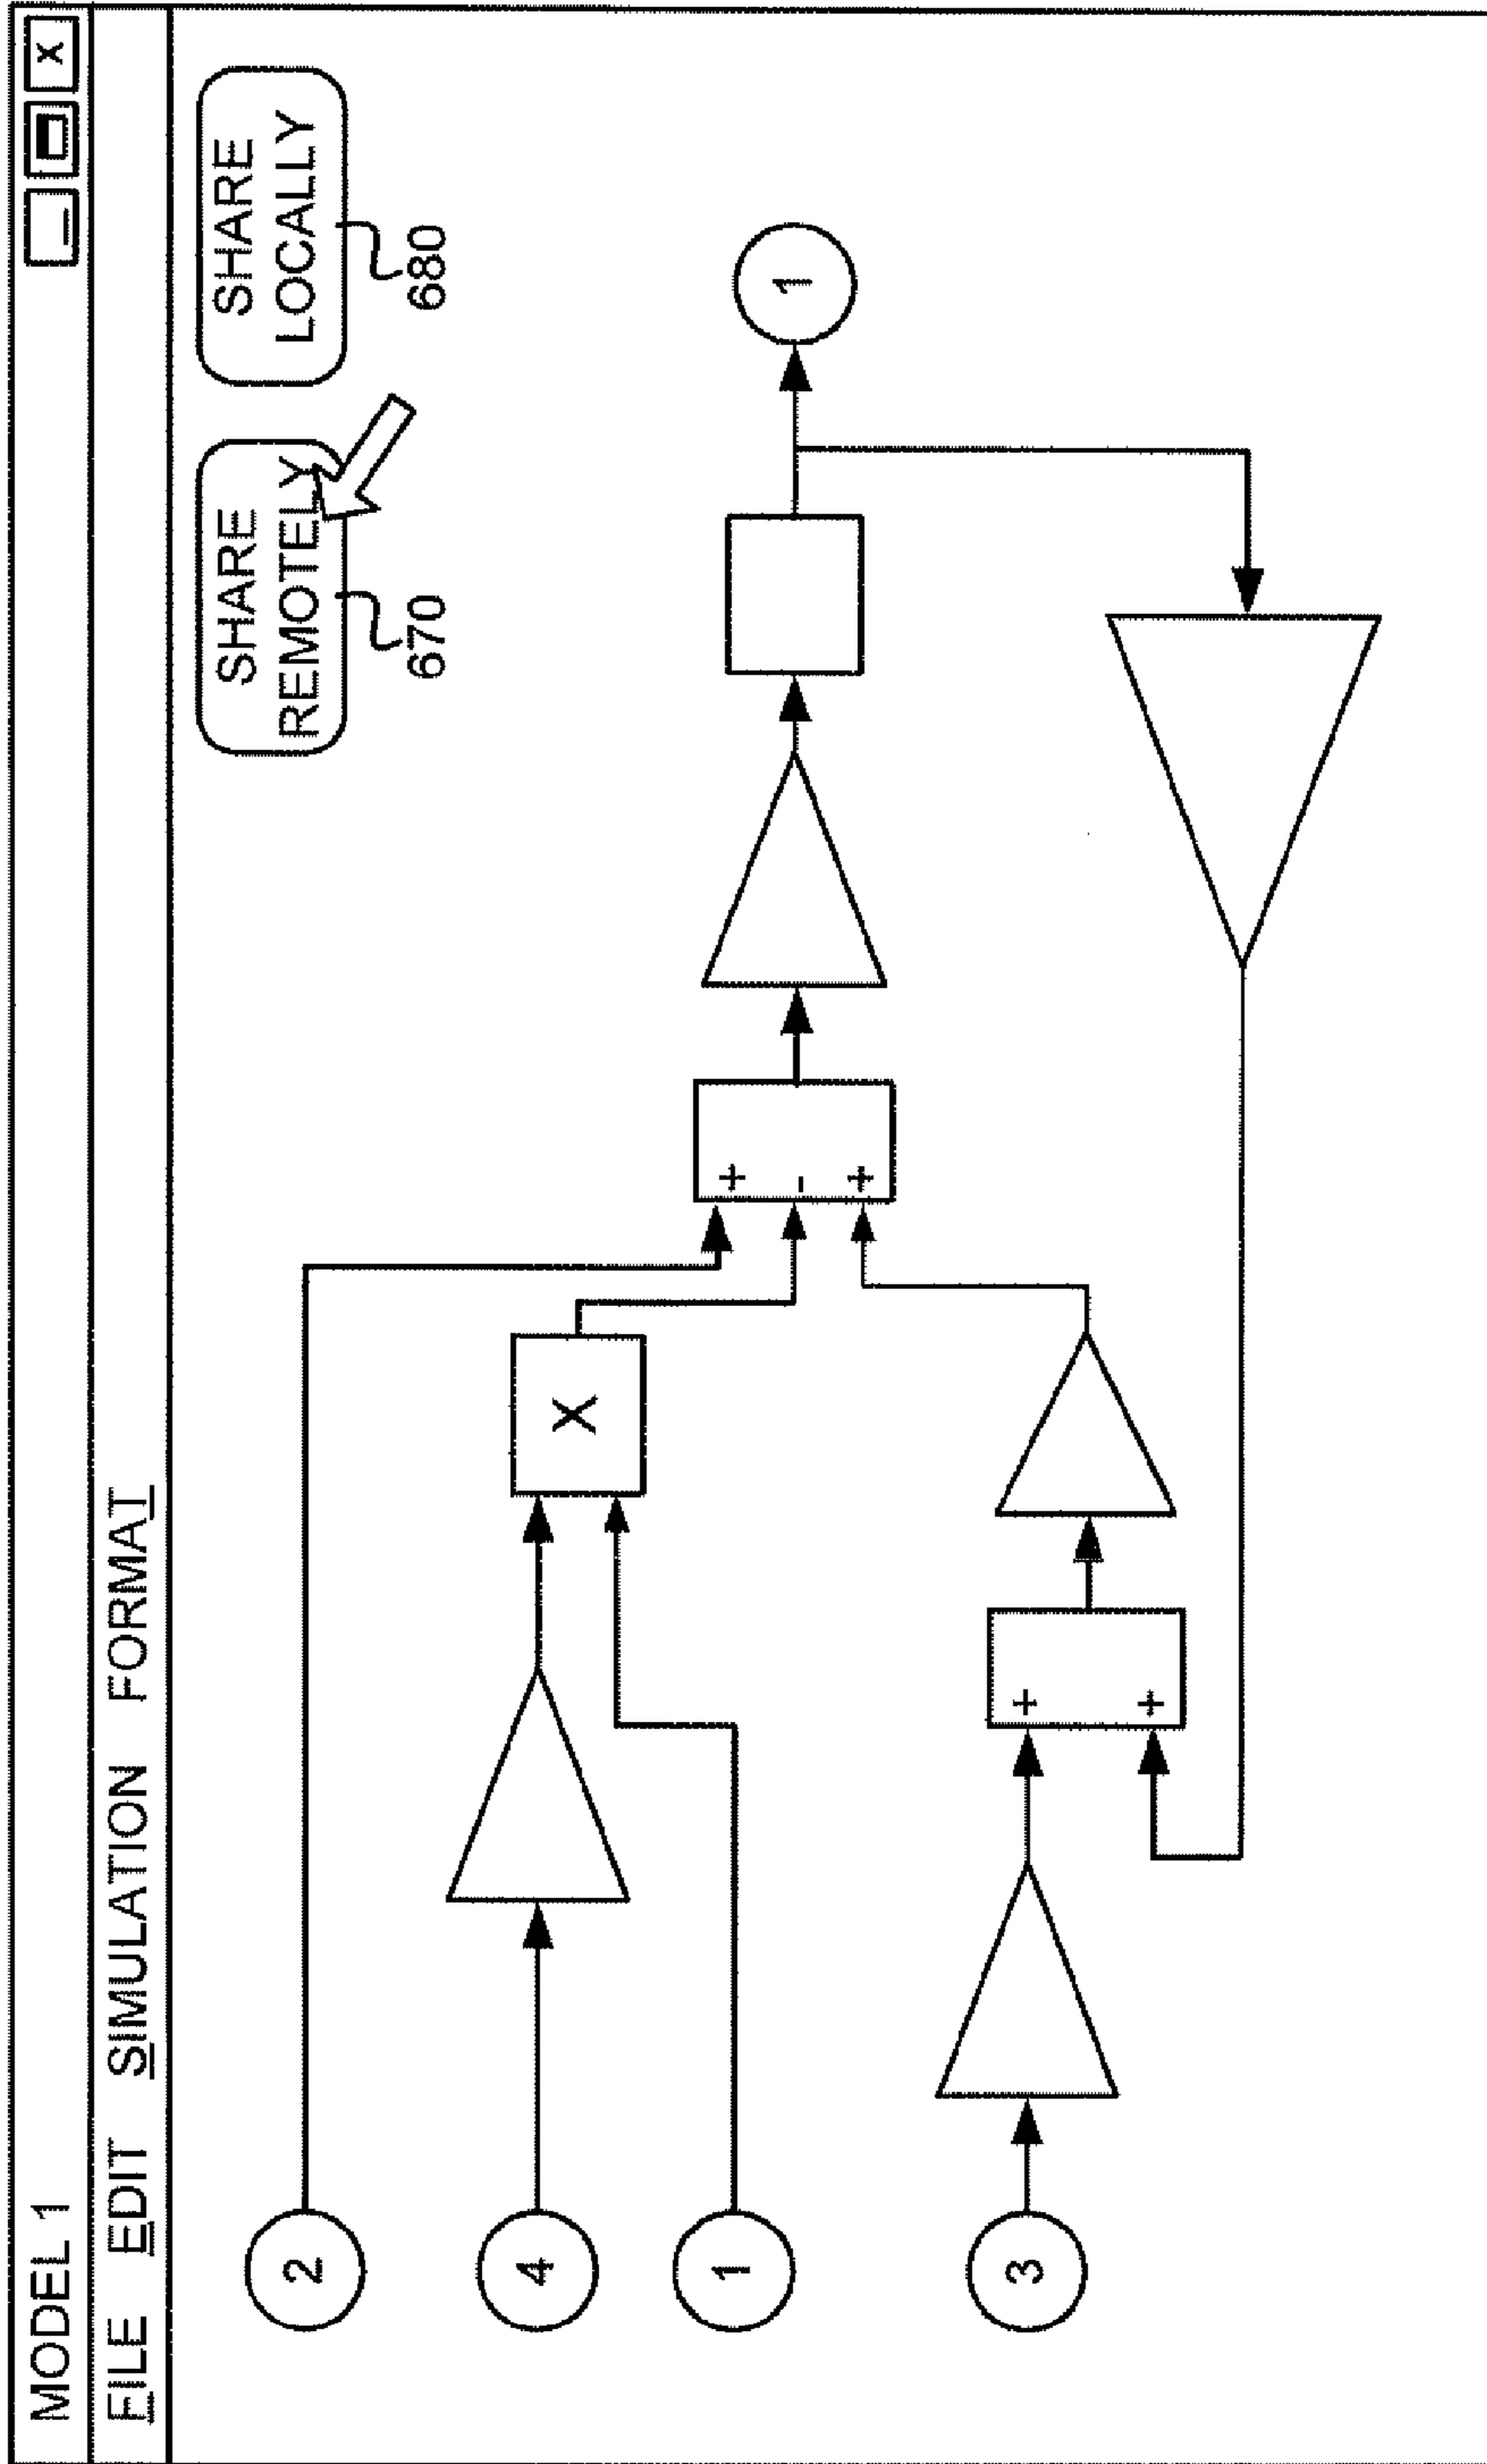 MODEL 1
_ X
FILE EDIT SIMULATION FORMAT
SHARE
REMOTELY
670
SHARE
LOCALLY
680
2
4
X
1
+
-
+
1
3
+
+